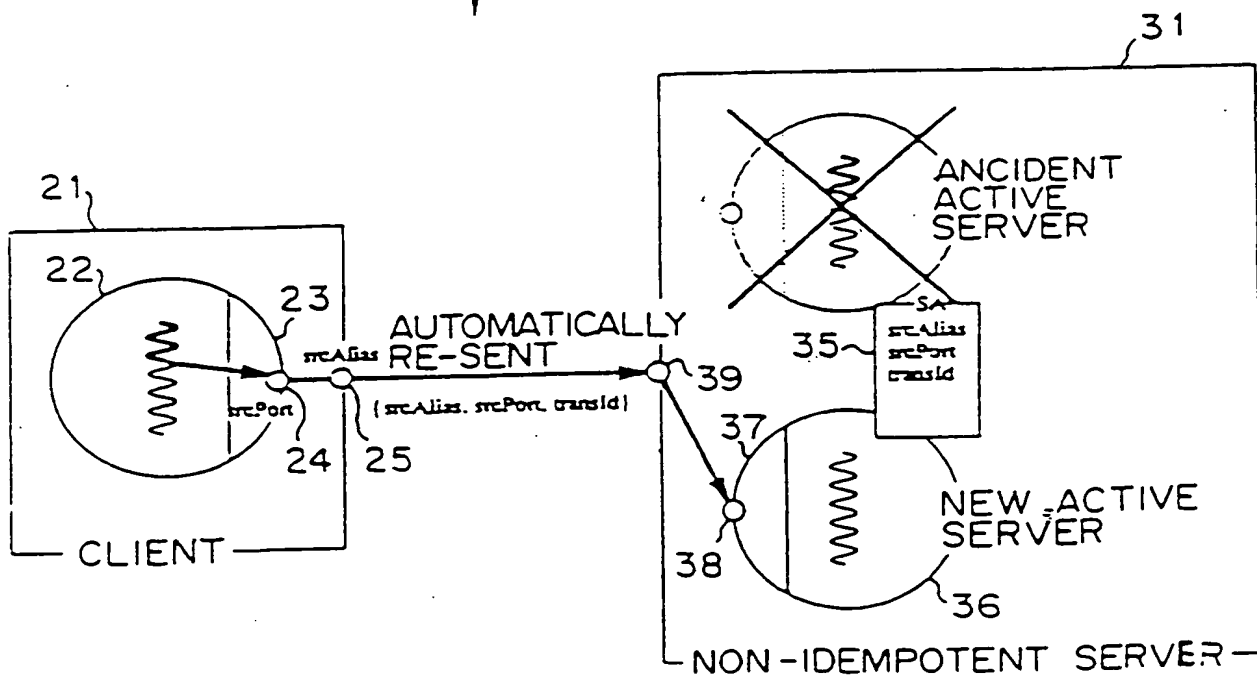 31
21
22
23
ANCIDENT
ACTIVE
SERVER
AUTOMATICALLY
RE-SENT
srcAlias
srcPort
{srcAlias, srcPort, transId}
24
25
39
35
SA
srcAlias
srcPort
transId
37
38
NEW-ACTIVE
SERVER
36
CLIENT
NON-IDEMPOTENT SERVER